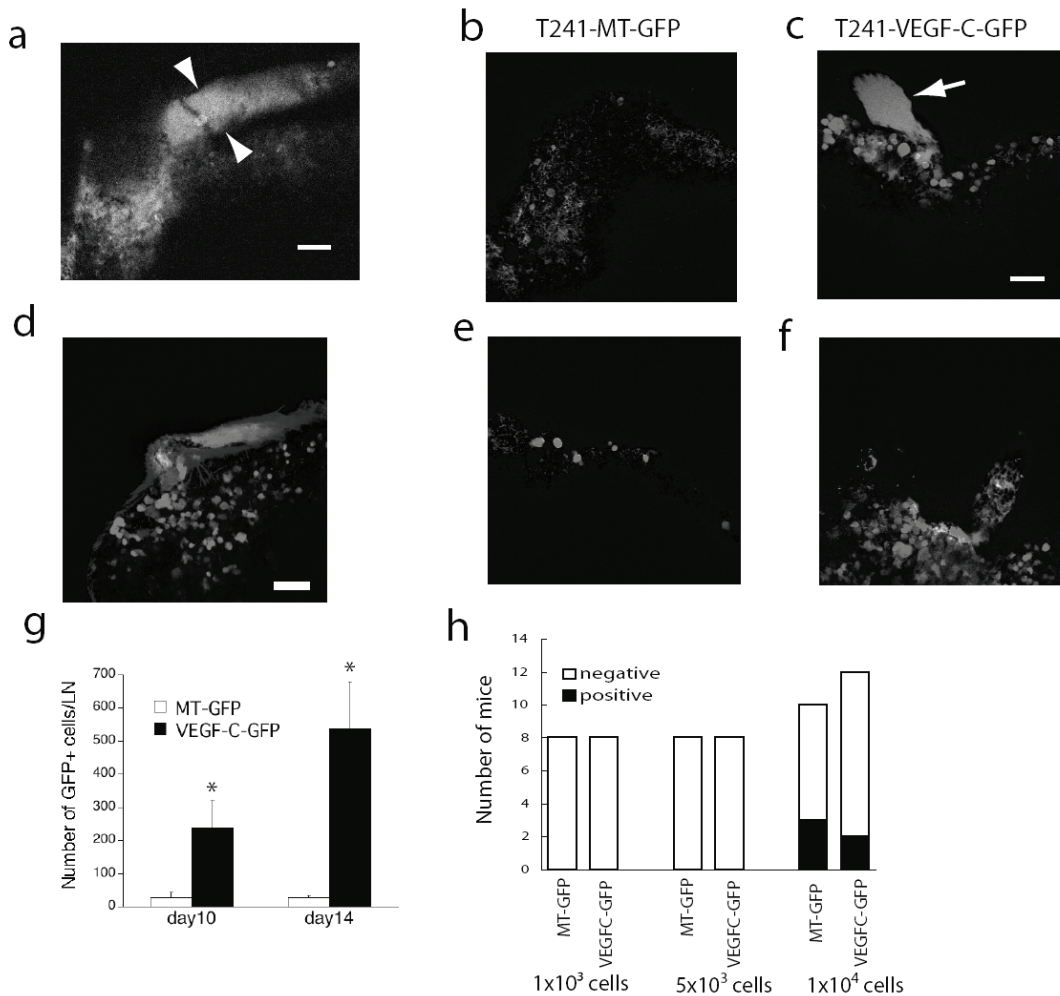 a
b
T241-MT-GFP
c
T241-VEGF-C-GFP
d
e
f
g
Number of GFP+ cells/LN
700
600
500
400
300
200
100
0
MT-GFP
VEGF-C-GFP
*
*
day10
day14
h
Number of mice
14
12
10
8
6
4
2
0
negative
positive
MT-GFP
VEGFC-GFP
MT-GFP
VEGFC-GFP
MT-GFP
VEGFC-GFP
1x10³ cells
5x10³ cells
1x10⁴ cells